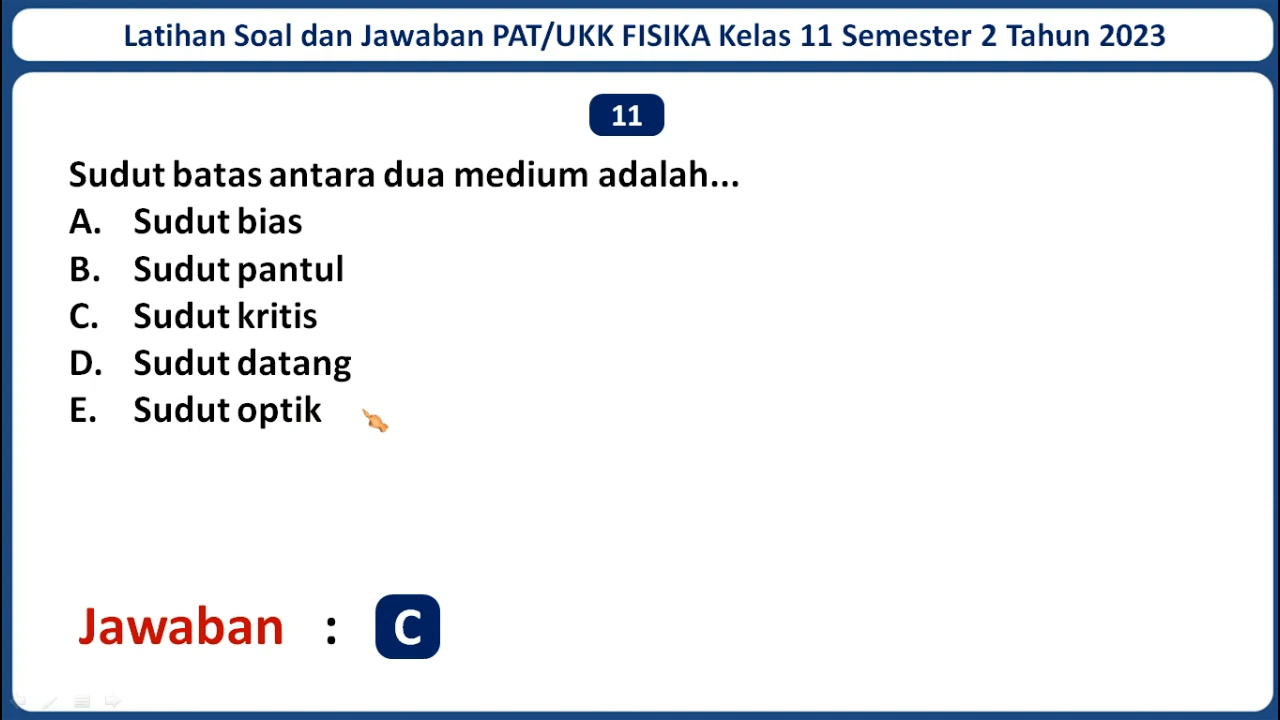 Latihan Soal dan Jawaban PAT/UKK FISIKA Kelas 11 Semester 2 Tahun 2023
11
Sudut batas antara dua medium adalah...
A. Sudut bias
B. Sudut pantul
C. Sudut kritis
D. Sudut datang
E. Sudut optik
Jawaban : C